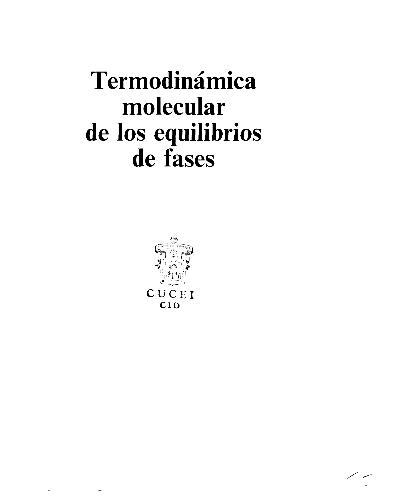 Termodinámica
molecular
de los equilibrios
de fases
CUCEI
CID